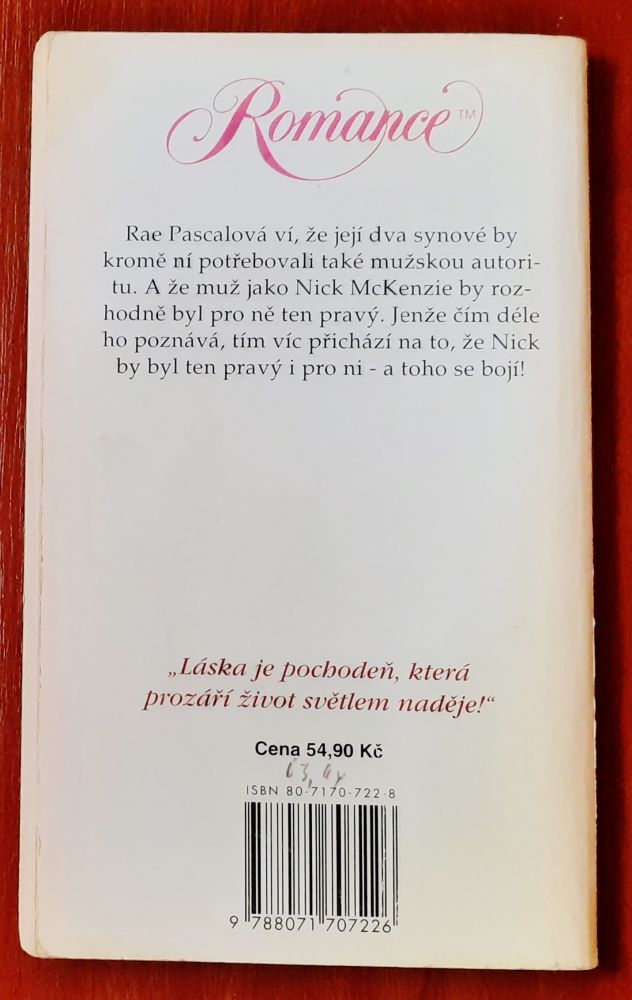 Romance™
Rae Pascalová ví, že její dva synové by
kromě ní potřebovali také mužskou autori-
tu. A že muž jako Nick McKenzie by roz-
hodně byl pro ně ten pravý. Jenže čím déle
ho poznává, tím víc přichází na to, že Nick
by byl ten pravý i pro ni - a toho se bojí!
„Láska je pochodeň, která
prozáří život světlem naděje!“
Cena 54,90 Kč
ISBN 80-7170-722-8
9 788071 707226